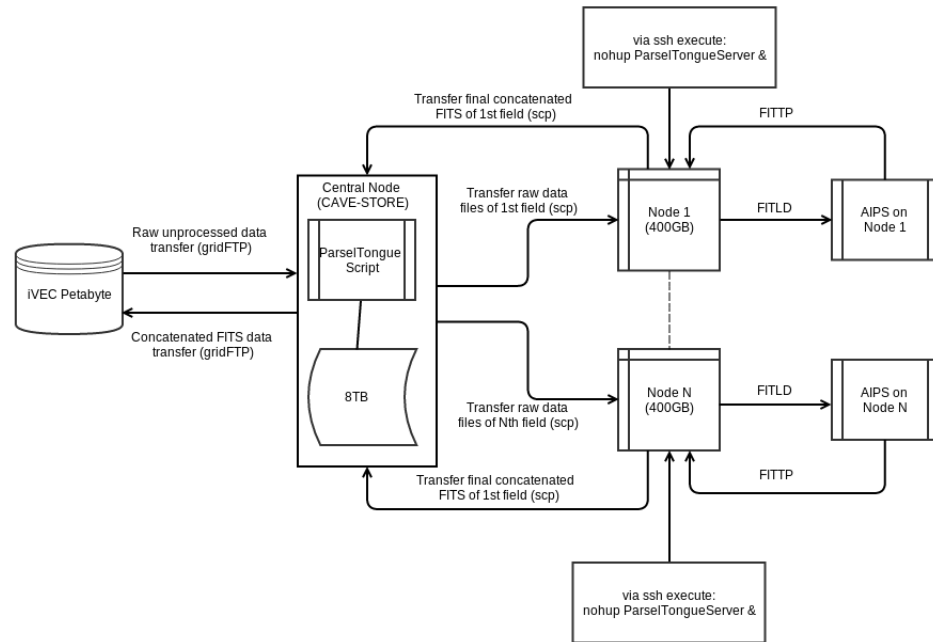 via ssh execute:
nohup ParselTongueServer &
Transfer final concatenated
FITS of 1st field (scp)
FITTP
Central Node
(CAVE-STORE)
ParselTongue
Script
8TB
Transfer raw data
files of 1st field (scp)
Node 1
(400GB)
FITLD
AIPS on
Node 1
Raw unprocessed data
transfer (gridFTP)
iVEC Petabyte
Concatenated FITS data
transfer (gridFTP)
Transfer raw data
files of Nth field (scp)
Node N
(400GB)
FITLD
AIPS on
Node N
FITTP
Transfer final concatenated
FITS of 1st field (scp)
via ssh execute:
nohup ParselTongueServer &